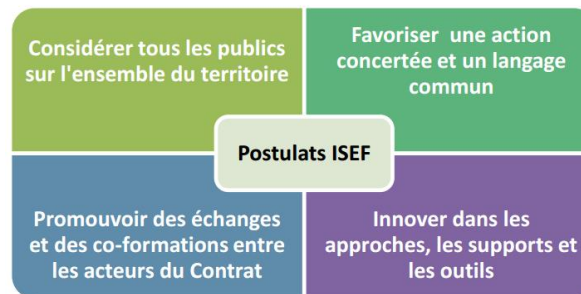 Considérer tous les publics
sur l'ensemble du territoire
Favoriser une action
concertée et un langage
commun
Postulats ISEF
Promouvoir des échanges
et des co-formations entre
les acteurs du Contrat
Innover dans les
approches, les supports et
les outils